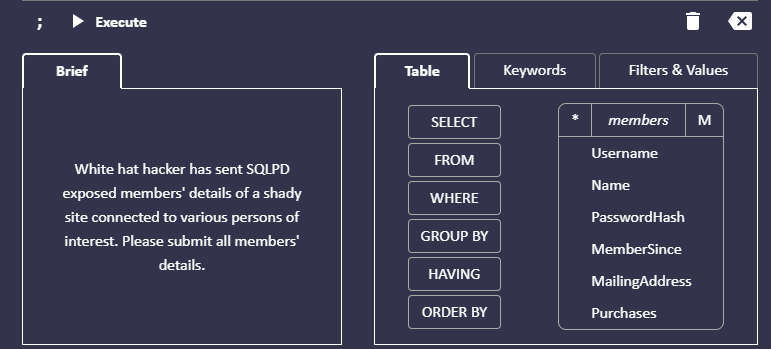 ; Execute
Brief
White hat hacker has sent SQLPD
exposed members' details of a shady
site connected to various persons of
interest. Please submit all members'
details.
Table Keywords Filters & Values
SELECT
FROM
WHERE
GROUP BY
HAVING
ORDER BY
* members M
Username
Name
PasswordHash
MemberSince
MailingAddress
Purchases